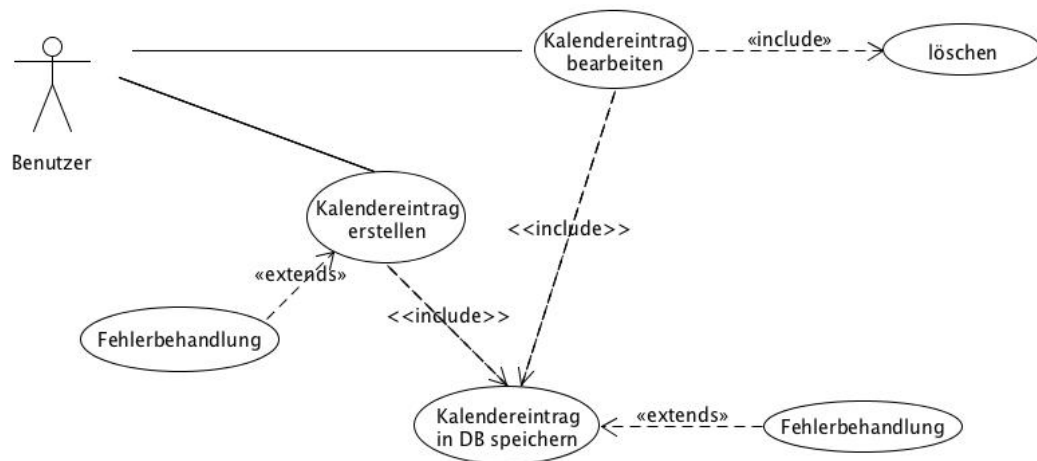 Kalendereintrag
bearbeiten
«include»
löschen
Benutzer
Kalendereintrag
erstellen
<<include>>
«extends»
Fehlerbehandlung
<<include>>
Kalendereintrag
in DB speichern
«extends»
Fehlerbehandlung